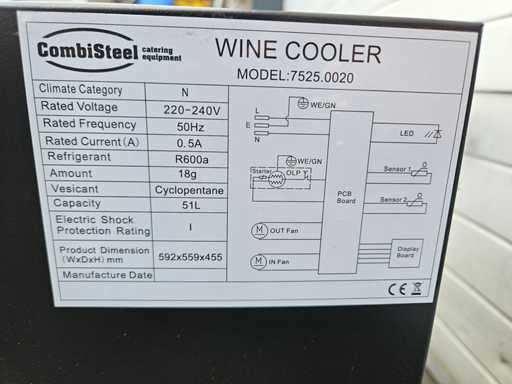 CombiSteel catering equipment
WINE COOLER
MODEL:7525.0020
Climate Category N
Rated Voltage 220-240V
Rated Frequency 50Hz
Rated Current(A) 0.5A
Refrigerant R600a
Amount 18g
Vesicant Cyclopentane
Capacity 51L
Electric Shock
Protection Rating I
Product Dimension
(WxDxH) mm 592x559x455
Manufacture Date
L
E
N
WE/GN
WE/GN
Starter
OLP
M OUT Fan
M IN Fan
PCB
Board
LED
Sensor 1
Sensor 2
Display
Board
CE